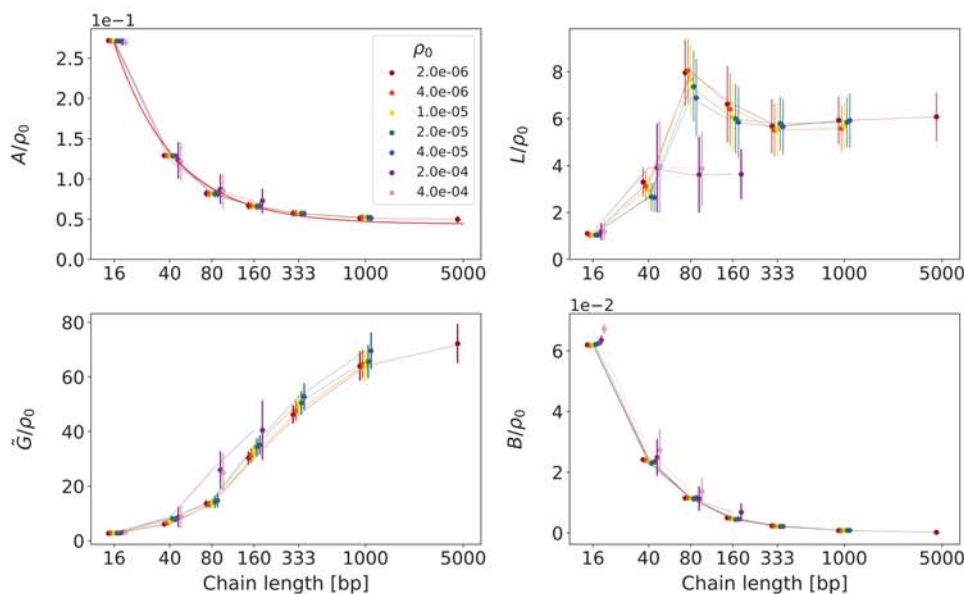 1e-1
A/ρ₀
2.5
2.0
1.5
1.0
0.5
0.0
16 40 80 160 333 1000 5000
ρ₀
2.0e-06
4.0e-06
1.0e-05
2.0e-05
4.0e-05
2.0e-04
4.0e-04
L/ρ₀
8
6
4
2
0
16 40 80 160 333 1000 5000
G̃/ρ₀
80
60
40
20
0
16 40 80 160 333 1000 5000
Chain length [bp]
1e-2
B/ρ₀
6
4
2
0
16 40 80 160 333 1000 5000
Chain length [bp]